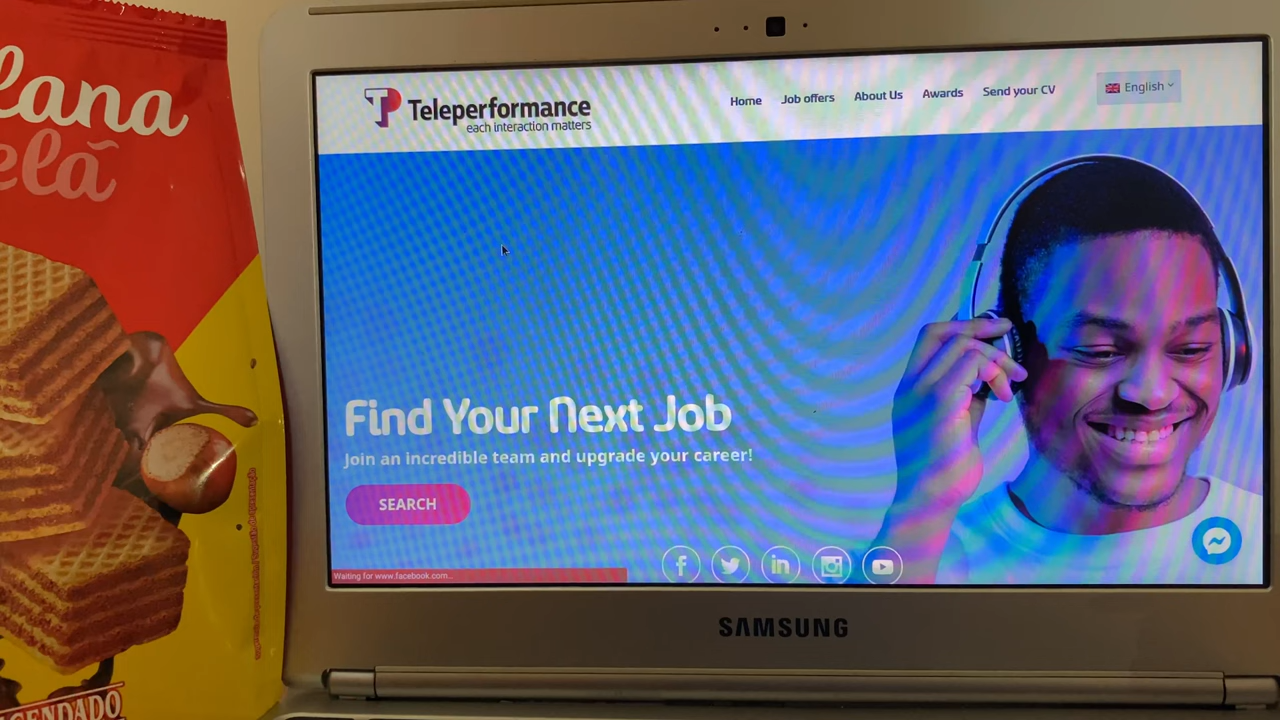 Teleperformance
each interaction matters
Home Job offers About Us Awards Send your CV English
Find Your Next Job
Join an incredible team and upgrade your career!
SEARCH
Waiting for www.facebook.com...
SAMSUNG